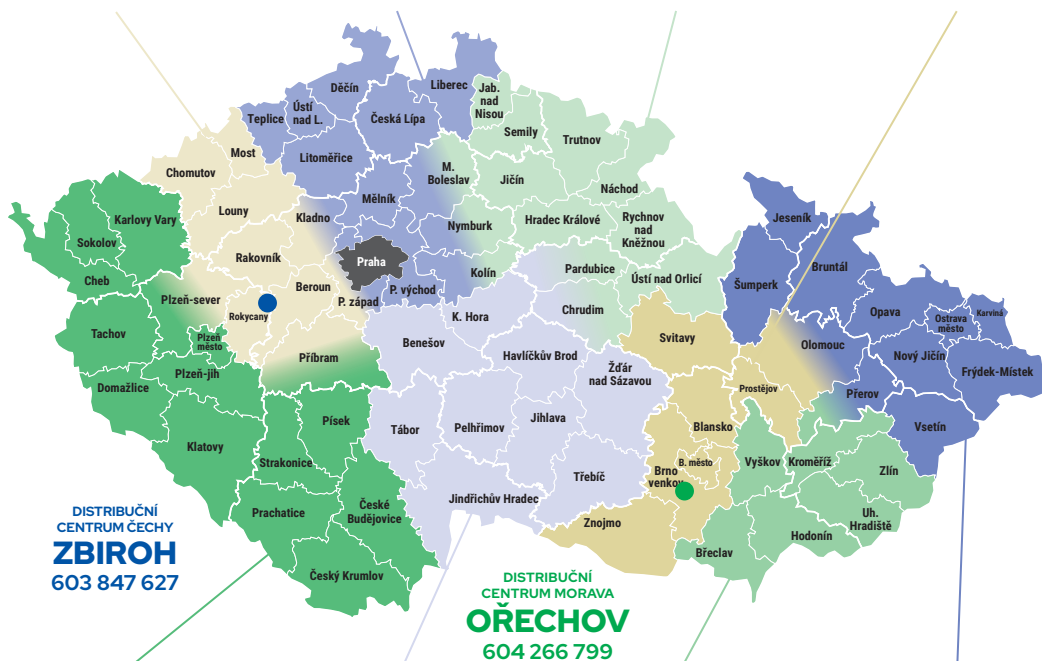 Děčín
Liberec
Jab.
nad
Nisou
Ústí
nad L.
Teplice
Česká Lípa
Semily
Trutnov
Most
Litoměřice
Chomutov
M.
Boleslav
Jičín
Náchod
Karlovy Vary
Louny
Kladno
Mělník
Nymburk
Hradec Králové
Rychnov
nad
Kněžnou
Jeseník
Sokolov
Rakovník
Praha
Kolín
Pardubice
Ústí nad Orlicí
Bruntál
Cheb
Plzeň-sever
Beroun
P. západ
P. východ
Šumperk
Rokycany
K. Hora
Chrudim
Opava
Ostrava
město
Karviná
Tachov
Plzeň
město
Příbram
Benešov
Havlíčkův Brod
Svitavy
Olomouc
Nový Jičín
Frýdek-Místek
Plzeň-jih
Žďár
nad Sázavou
Domažlice
Prostějov
Přerov
Klatovy
Písek
Tábor
Pelhřimov
Jihlava
Blansko
Vsetín
Strakonice
Třebíč
Brno
venkov
B. město
Vyškov
Kroměříž
Zlín
Prachatice
České
Budějovice
Jindřichův Hradec
Znojmo
Uh.
Hradiště
Hodonín
Břeclav
Český Krumlov
DISTRIBUČNÍ
CENTRUM ČECHY
ZBIROH
603 847 627
DISTRIBUČNÍ
CENTRUM MORAVA
OŘECHOV
604 266 799